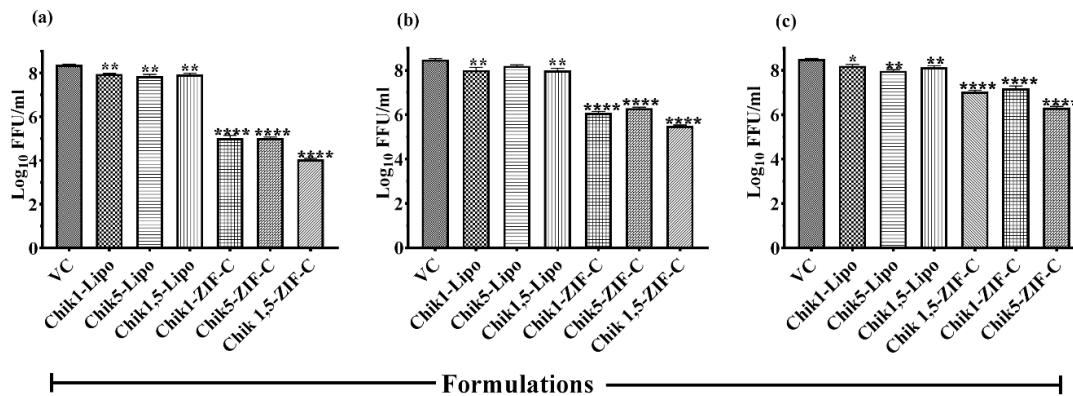 (a)
Log10 FFU/ml
8
6
4
2
0
**
**
**
****
****
****
VC
Chik1-Lipo
Chik5-Lipo
Chik1,5-Lipo
Chik1-ZIF-C
Chik5-ZIF-C
Chik 1,5-ZIF-C
(b)
Log10 FFU/ml
8
6
4
2
0
**
**
****
****
****
VC
Chik1-Lipo
Chik5-Lipo
Chik1,5-Lipo
Chik1-ZIF-C
Chik5-ZIF-C
Chik 1,5-ZIF-C
(c)
Log10 FFU/ml
8
6
4
2
0
*
**
**
****
****
****
VC
Chik1-Lipo
Chik5-Lipo
Chik1,5-Lipo
Chik 1,5-ZIF-C
Chik1-ZIF-C
Chik5-ZIF-C
Formulations